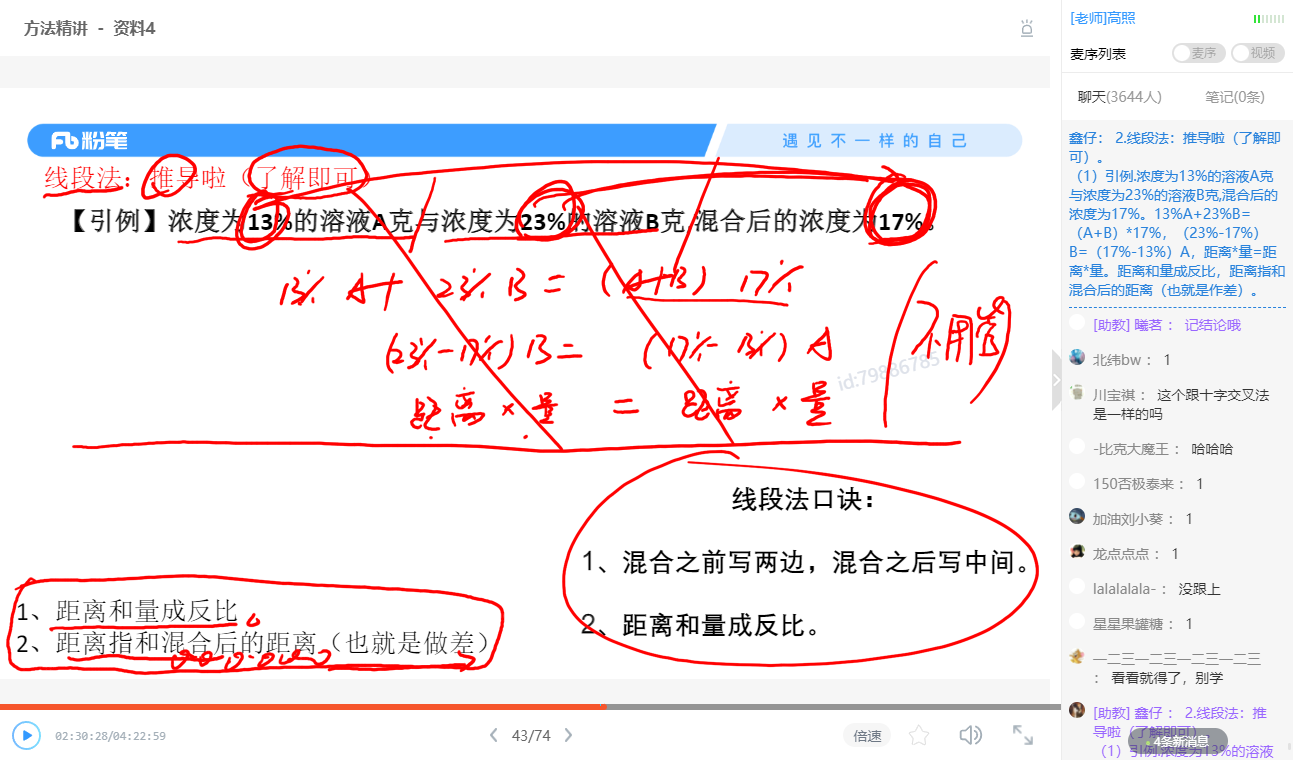 方法精讲 - 资料4
粉笔
遇见不一样的自己
线段法：推导啦（了解即可）
【引例】浓度为13%的溶液A克与浓度为23%的溶液B克,混合后的浓度为17%。
13% A+ 23% B = (A+B) 17%
(23%-17%) B = (17%-13%) A
距离×量 = 距离×量
不用管
id:79886785
线段法口诀：
1、混合之前写两边，混合之后写中间。
2、距离和量成反比。
1、距离和量成反比。
2、距离指和混合后的距离（也就是做差）
02:30:28/04:22:59
43/74
倍速
[老师]高照
麦序列表
麦序
视频
聊天(3644人)
笔记(0条)
鑫仔： 2.线段法：推导啦（了解即
可）。
（1）引例.浓度为13%的溶液A克
与浓度为23%的溶液B克,混合后的
浓度为17%。13%A+23%B=
（A+B）*17%，（23%-17%）
B=（17%-13%）A，距离*量=距
离*量。距离和量成反比，距离指和
混合后的距离（也就是作差）。
[助教] 曦茗： 记结论哦
北纬bw： 1
川宝祺： 这个跟十字交叉法
是一样的吗
-比克大魔王： 哈哈哈
150否极泰来： 1
加油刘小葵： 1
龙点点点： 1
lalalalala-： 没跟上
星星果罐糖： 1
一二三一二三一二三一二三
： 看看就得了，别学
[助教] 鑫仔： 2.线段法：推
导啦（了解即可）。
4条新消息
（1）引例.浓度为13%的溶液